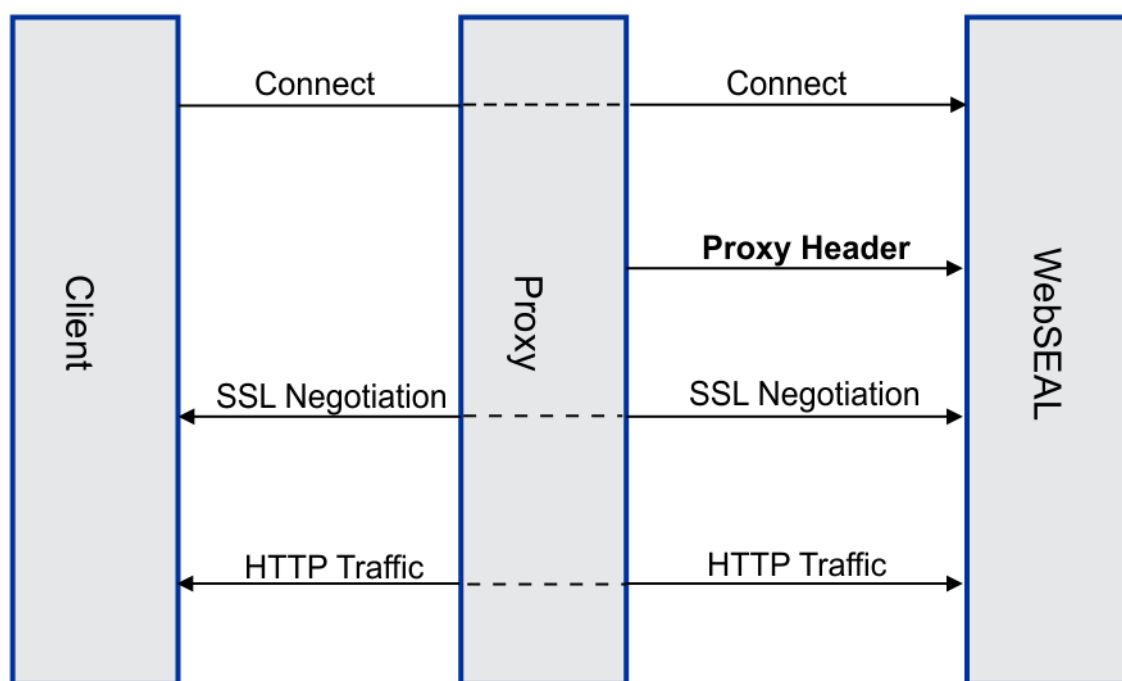 Connect
Connect
Proxy Header
Client
Proxy
WebSEAL
SSL Negotiation
SSL Negotiation
HTTP Traffic
HTTP Traffic